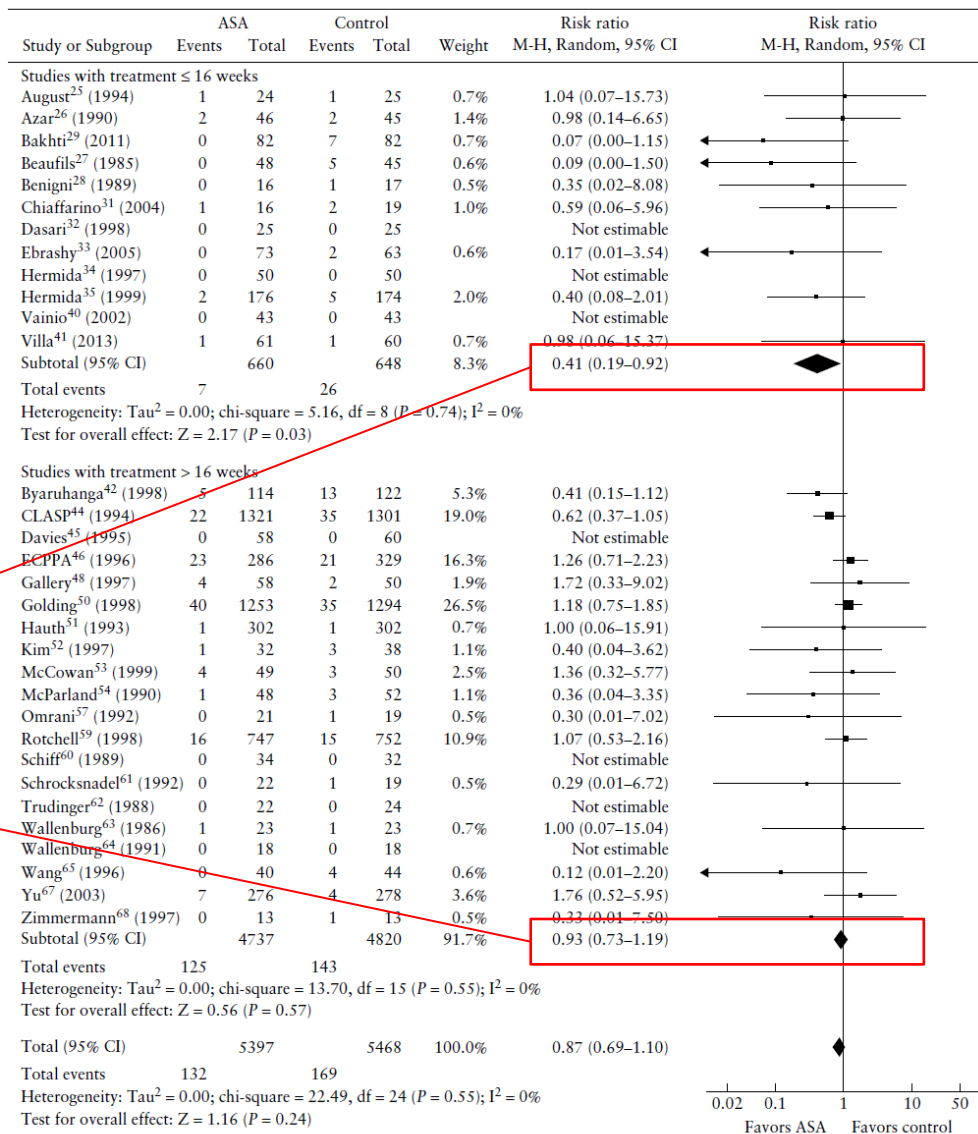 ASA Control Risk ratio Risk ratio
Study or Subgroup Events Total Events Total Weight M-H, Random, 95% CI M-H, Random, 95% CI
Studies with treatment ≤ 16 weeks
August25 (1994) 1 24 1 25 0.7% 1.04 (0.07–15.73)
Azar26 (1990) 2 46 2 45 1.4% 0.98 (0.14–6.65)
Bakhti29 (2011) 0 82 7 82 0.7% 0.07 (0.00–1.15)
Beaufils27 (1985) 0 48 5 45 0.6% 0.09 (0.00–1.50)
Benigni28 (1989) 0 16 1 17 0.5% 0.35 (0.02–8.08)
Chiaffarino31 (2004) 1 16 2 19 1.0% 0.59 (0.06–5.96)
Dasari32 (1998) 0 25 0 25 Not estimable
Ebrashy33 (2005) 0 73 2 63 0.6% 0.17 (0.01–3.54)
Hermida34 (1997) 0 50 0 50 Not estimable
Hermida35 (1999) 2 176 5 174 2.0% 0.40 (0.08–2.01)
Vainio40 (2002) 0 43 0 43 Not estimable
Villa41 (2013) 1 61 1 60 0.7% 0.98 (0.06–15.37)
Subtotal (95% CI) 660 648 8.3% 0.41 (0.19–0.92)
Total events 7 26
Heterogeneity: Tau2 = 0.00; chi-square = 5.16, df = 8 (P = 0.74); I2 = 0%
Test for overall effect: Z = 2.17 (P = 0.03)
Studies with treatment > 16 weeks
Byaruhanga42 (1998) 5 114 13 122 5.3% 0.41 (0.15–1.12)
CLASP44 (1994) 22 1321 35 1301 19.0% 0.62 (0.37–1.05)
Davies45 (1995) 0 58 0 60 Not estimable
ECPPA46 (1996) 23 286 21 329 16.3% 1.26 (0.71–2.23)
Gallery48 (1997) 4 58 2 50 1.9% 1.72 (0.33–9.02)
Golding50 (1998) 40 1253 35 1294 26.5% 1.18 (0.75–1.85)
Hauth51 (1993) 1 302 1 302 0.7% 1.00 (0.06–15.91)
Kim52 (1997) 1 32 3 38 1.1% 0.40 (0.04–3.62)
McCowan53 (1999) 4 49 3 50 2.5% 1.36 (0.32–5.77)
McParland54 (1990) 1 48 3 52 1.1% 0.36 (0.04–3.35)
Omrani57 (1992) 0 21 1 19 0.5% 0.30 (0.01–7.02)
Rotchell59 (1998) 16 747 15 752 10.9% 1.07 (0.53–2.16)
Schiff60 (1989) 0 34 0 32 Not estimable
Schrocksnadel61 (1992) 0 22 1 19 0.5% 0.29 (0.01–6.72)
Trudinger62 (1988) 0 22 0 24 Not estimable
Wallenburg63 (1986) 1 23 1 23 0.7% 1.00 (0.07–15.04)
Wallenburg64 (1991) 0 18 0 18 Not estimable
Wang65 (1996) 0 40 4 44 0.6% 0.12 (0.01–2.20)
Yu67 (2003) 7 276 4 278 3.6% 1.76 (0.52–5.95)
Zimmermann68 (1997) 0 13 1 13 0.5% 0.33 (0.01–7.50)
Subtotal (95% CI) 4737 4820 91.7% 0.93 (0.73–1.19)
Total events 125 143
Heterogeneity: Tau2 = 0.00; chi-square = 13.70, df = 15 (P = 0.55); I2 = 0%
Test for overall effect: Z = 0.56 (P = 0.57)
Total (95% CI) 5397 5468 100.0% 0.87 (0.69–1.10)
Total events 132 169
Heterogeneity: Tau2 = 0.00; chi-square = 22.49, df = 24 (P = 0.55); I2 = 0%
Test for overall effect: Z = 1.16 (P = 0.24)
0.02 0.1 1 10 50
Favors ASA Favors control